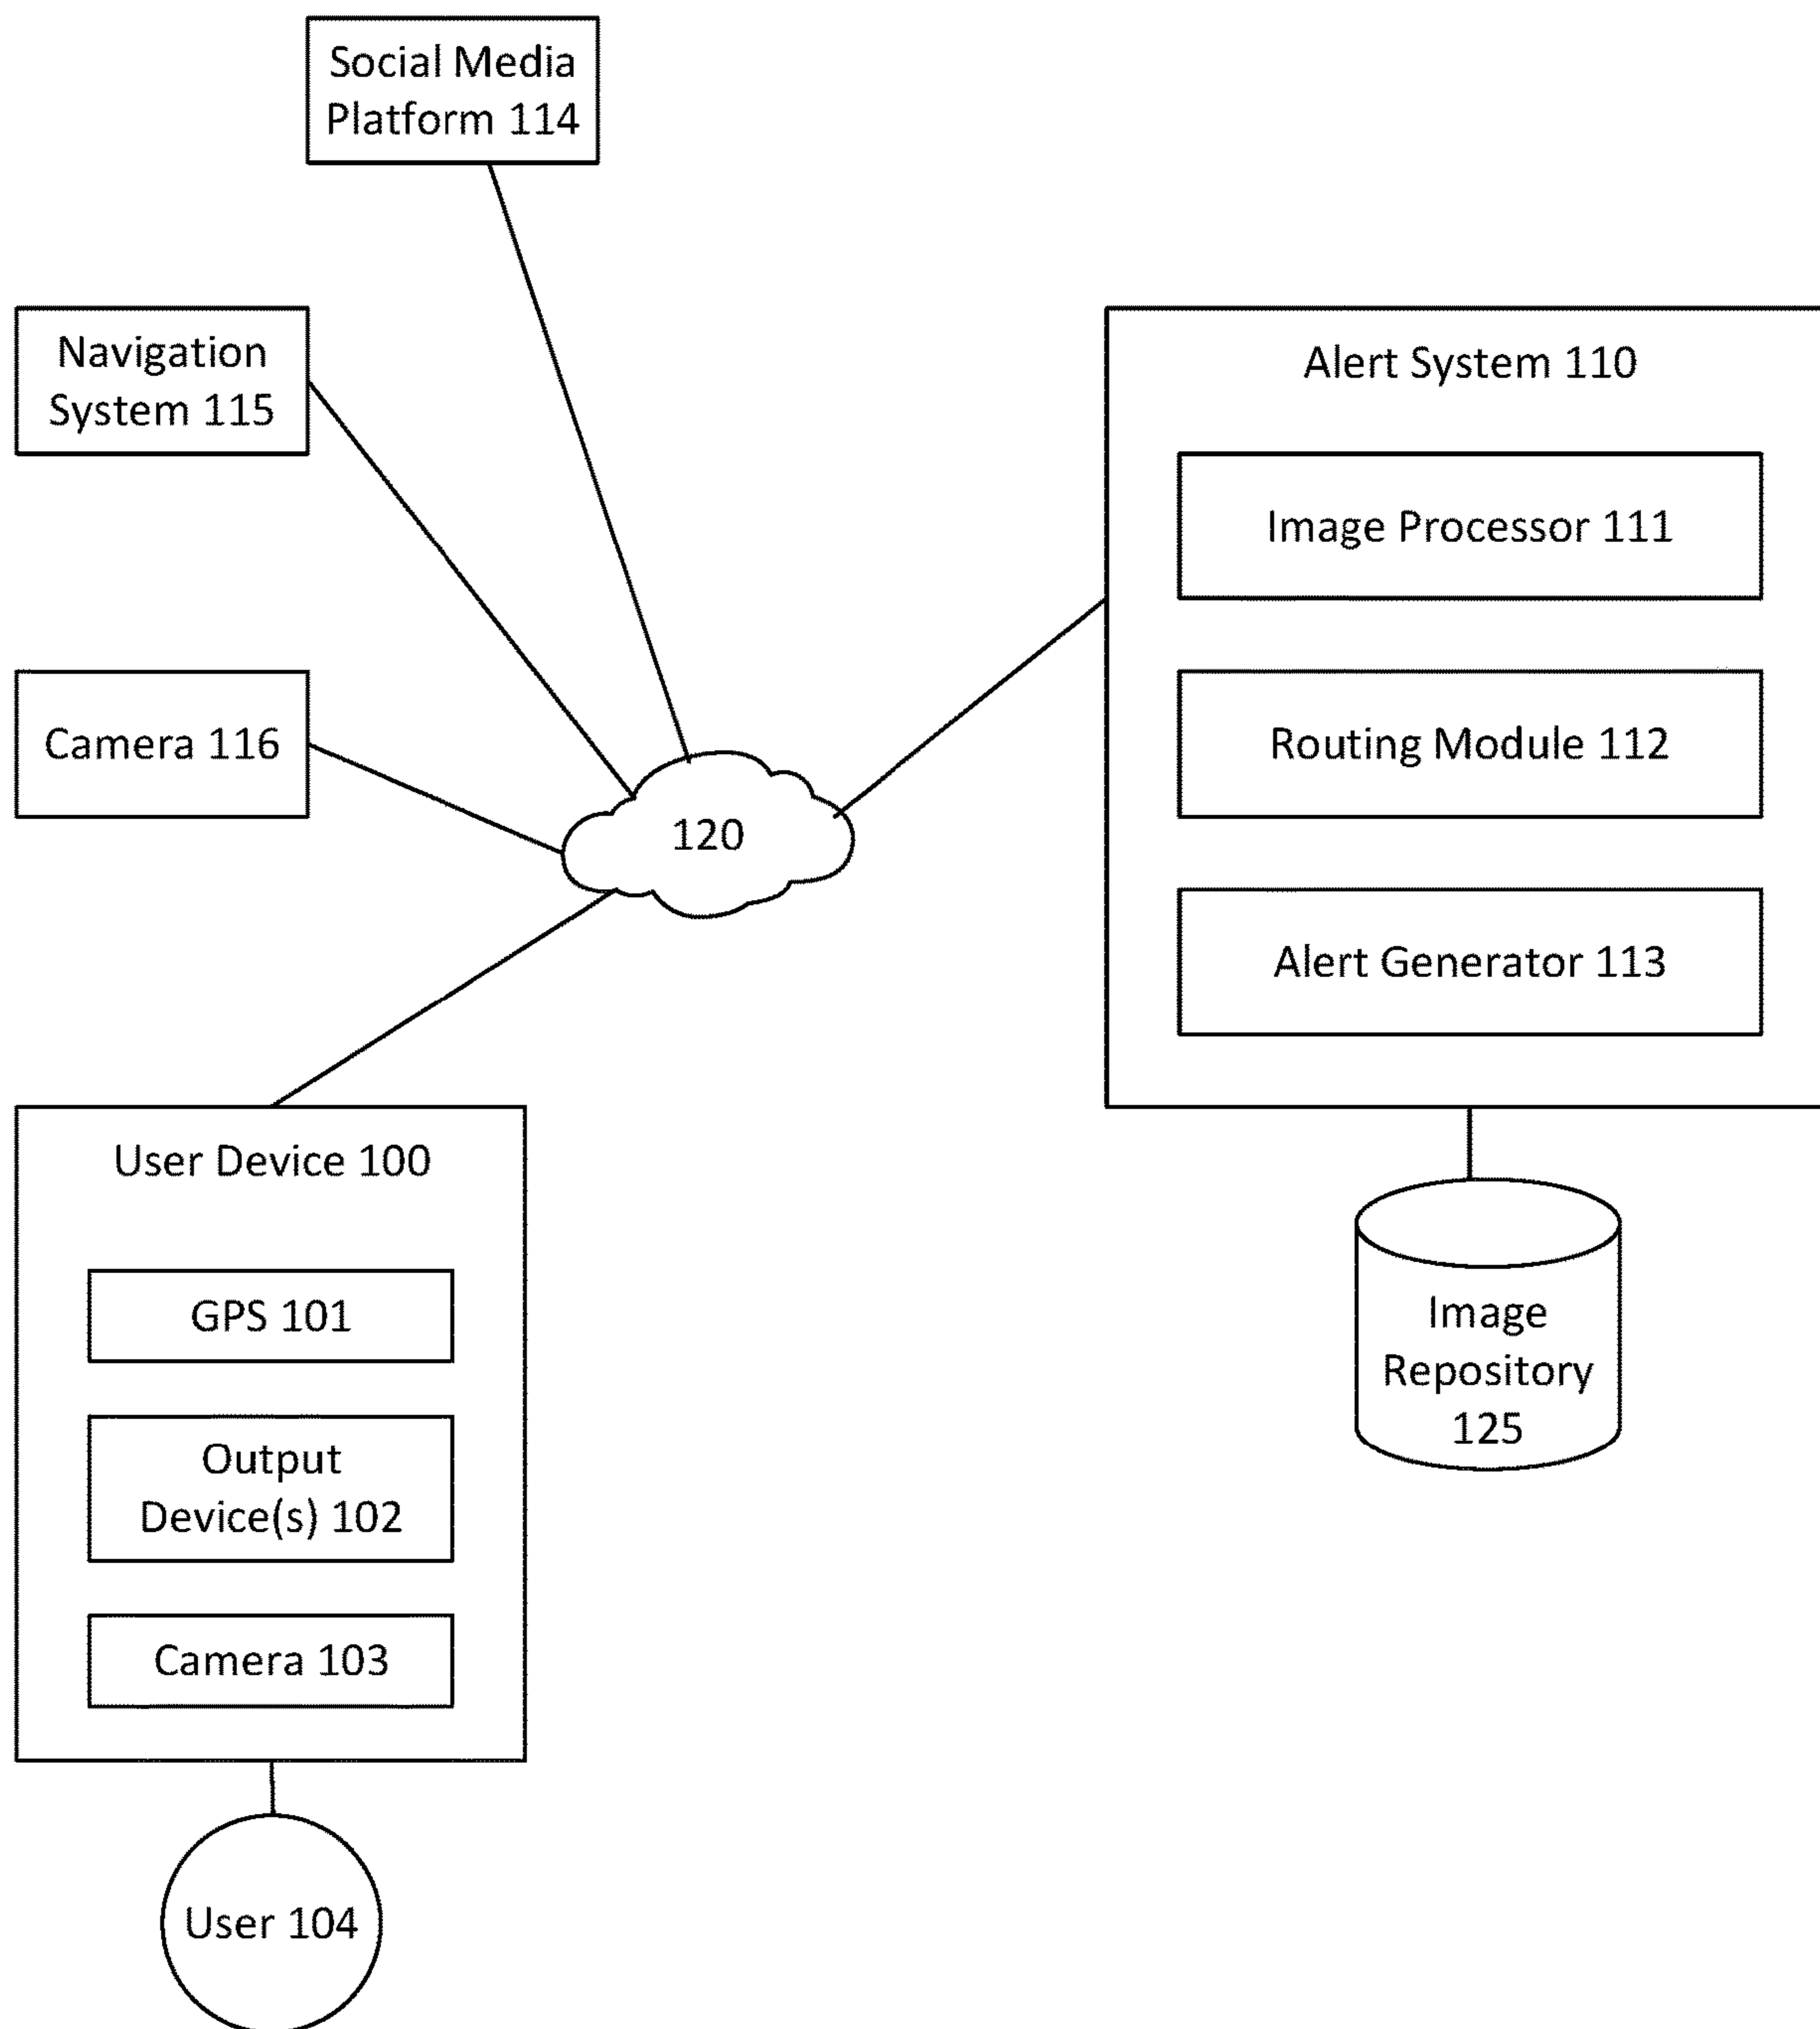 Social Media
Platform 114
Navigation
System 115
Alert System 110
Image Processor 111
Camera 116
Routing Module 112
120
Alert Generator 113
User Device 100
GPS 101
Output
Device(s) 102
Camera 103
Image
Repository
125
User 104